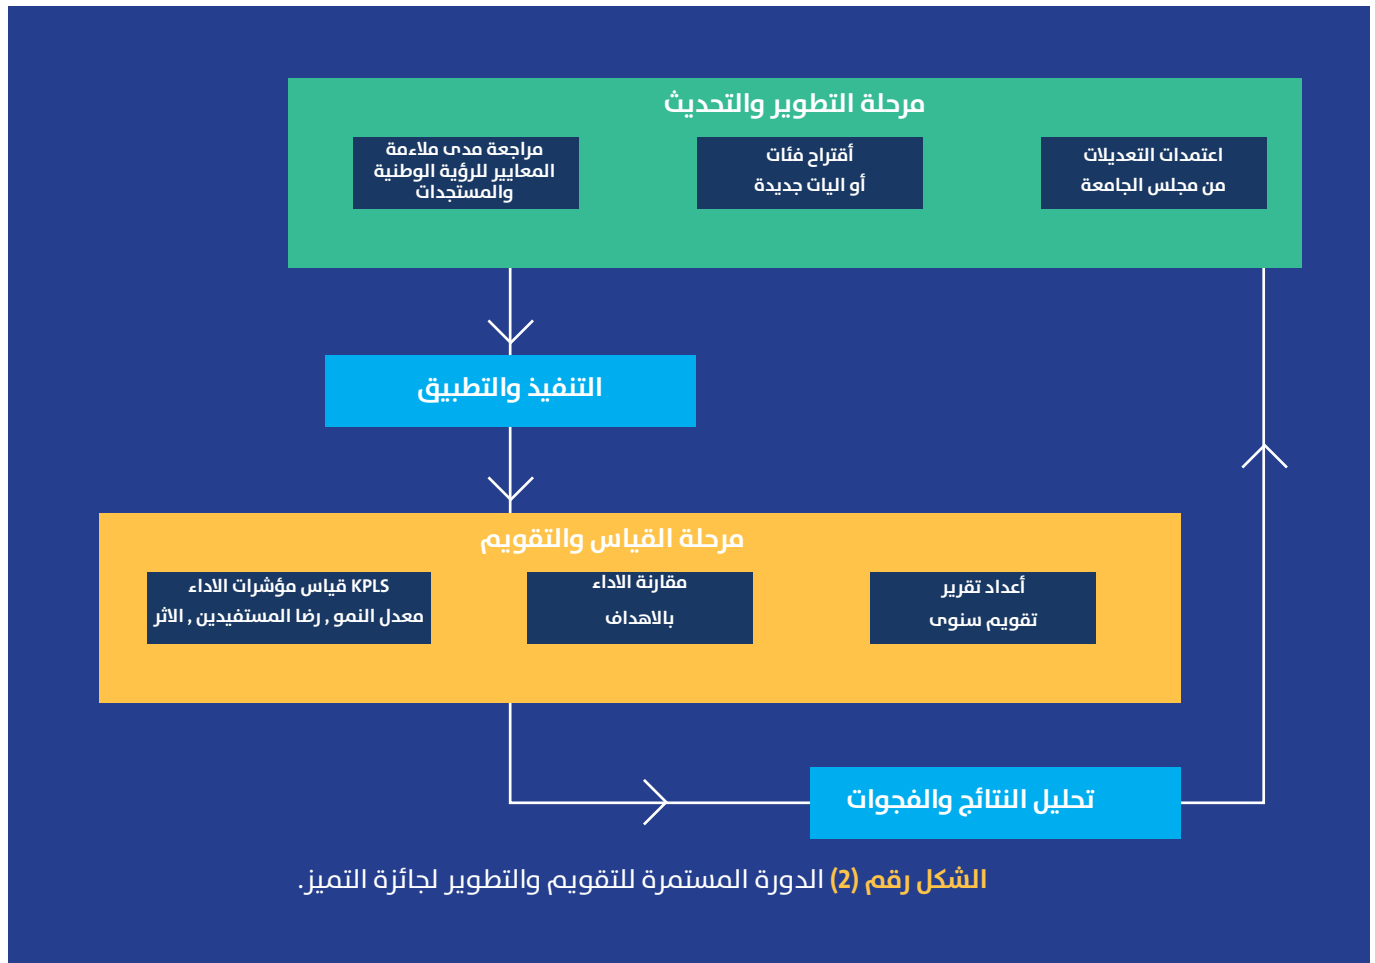 مرحلة التطوير والتحديث
اعتمدات التعديلات
من مجلس الجامعة
أقتراح فئات
أو اليات جديدة
مراجعة مدى ملاءمة
المعايير للرؤية الوطنية
والمستجدات
التنفيذ والتطبيق
مرحلة القياس والتقويم
أعداد تقرير
تقويم سنوى
مقارنة الاداء
بالاهداف
KPLS قياس مؤشرات الاداء
معدل النمو , رضا المستفيدين , الاثر
تحليل النتائج والفجوات
الشكل رقم (2) الدورة المستمرة للتقويم والتطوير لجائزة التميز.